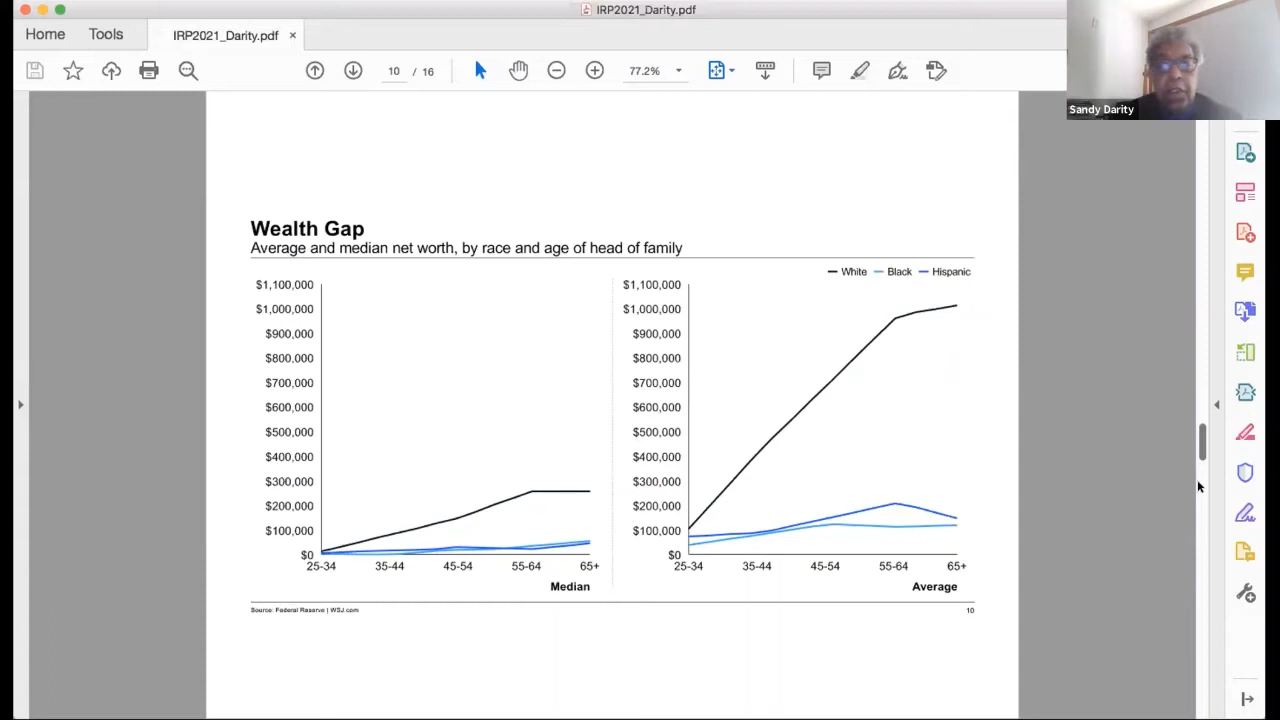 IRP2021_Darity.pdf
Home
Tools
IRP2021_Darity.pdf ×
10 / 16
77.2%
Sandy Darity
Wealth Gap
Average and median net worth, by race and age of head of family
White Black Hispanic
$1,100,000
$1,000,000
$900,000
$800,000
$700,000
$600,000
$500,000
$400,000
$300,000
$200,000
$100,000
$0
25-34 35-44 45-54 55-64 65+
Median
$1,100,000
$1,000,000
$900,000
$800,000
$700,000
$600,000
$500,000
$400,000
$300,000
$200,000
$100,000
$0
25-34 35-44 45-54 55-64 65+
Average
Source: Federal Reserve | WSJ.com
10